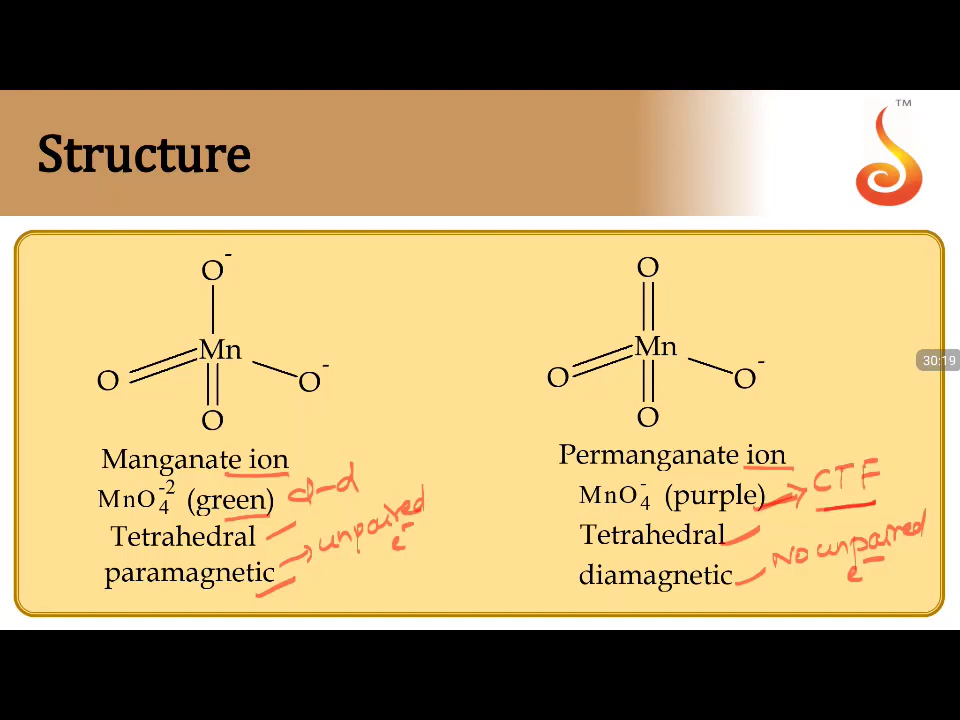 TM
Structure
O-
Mn
O
O-
O
Manganate ion
MnO4-2 (green) d-d
Tetrahedral
paramagnetic → unpaired e-
O
Mn
O
O-
O
Permanganate ion
MnO4- (purple) → CTF
Tetrahedral
diamagnetic No unpaired e-
30:19